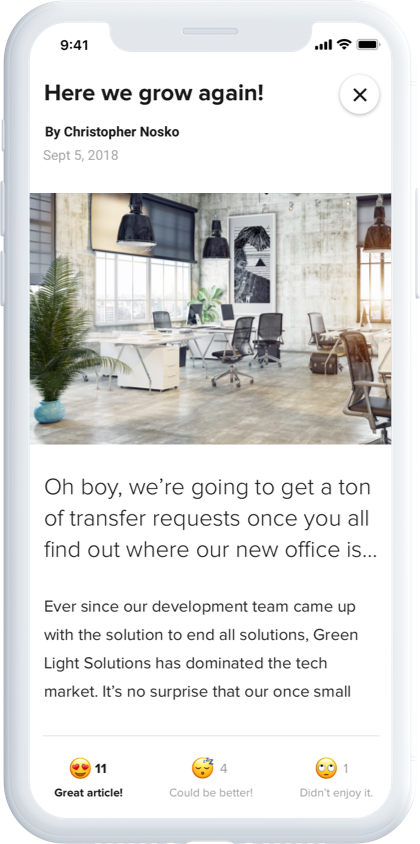 9:41
Here we grow again!
By Christopher Nosko
Sept 5, 2018
Oh boy, we’re going to get a ton
of transfer requests once you all
find out where our new office is...
Ever since our development team came up
with the solution to end all solutions, Green
Light Solutions has dominated the tech
market. It’s no surprise that our once small
11 4 1
Great article! Could be better! Didn’t enjoy it.